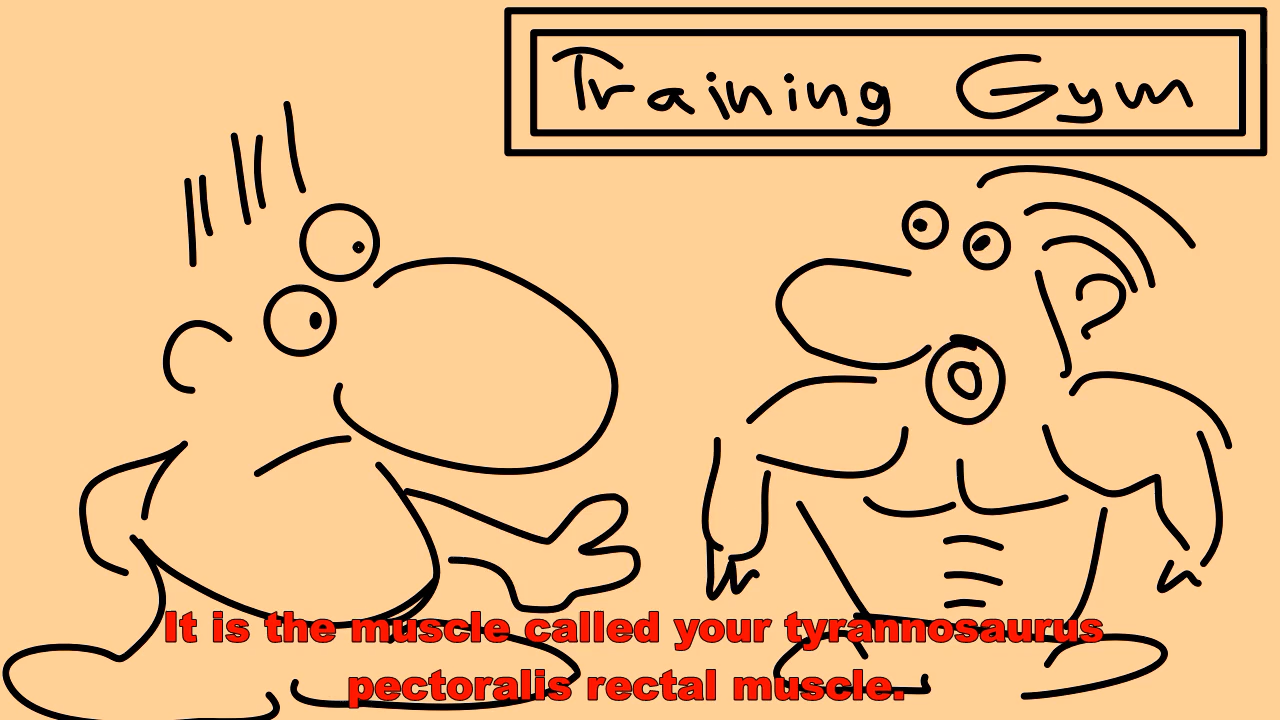 Training Gym
It is the muscle called your tyrannosaurus
pectoralis rectal muscle.